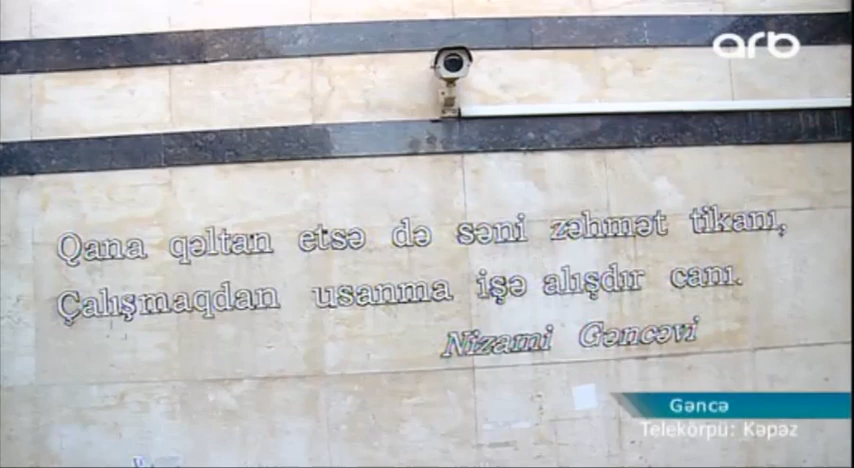 arb
Qana qəltan etsə də səni zəhmət tikanı,
Çalışmaqdan usanma işə alışdır canı.
Nizami Gəncəvi
Gəncə
Telekörpü: Kəpəz